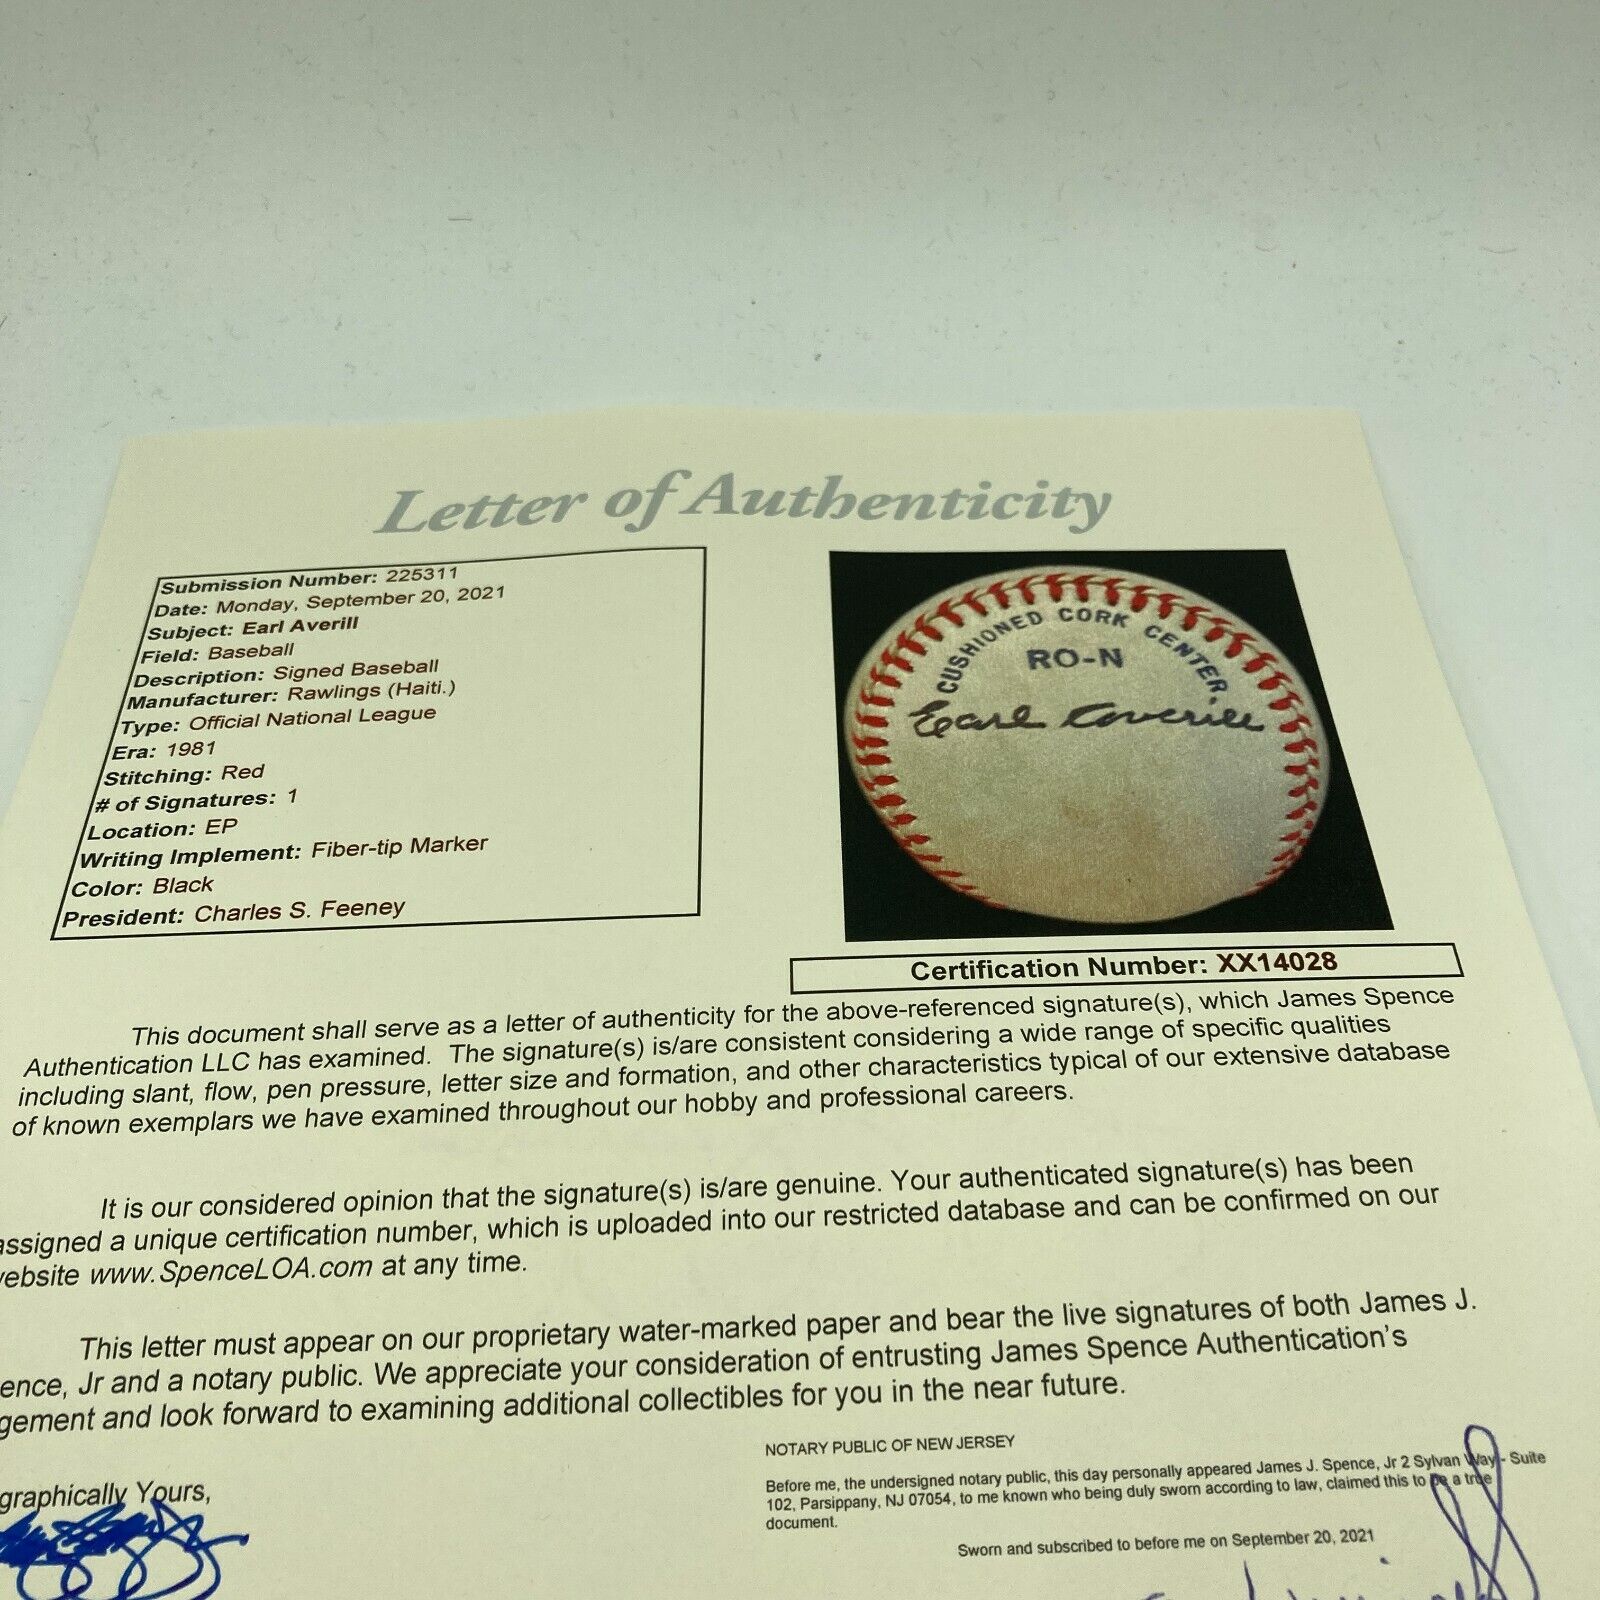 Letter of Authenticity
Submission Number: 225311
Date: Monday, September 20, 2021
Subject: Earl Averill
Field: Baseball
Description: Signed Baseball
Manufacturer: Rawlings (Haiti.)
Type: Official National League
Era: 1981
Stitching: Red
# of Signatures: 1
Location: EP
Writing Implement: Fiber-tip Marker
Color: Black
President: Charles S. Feeney
CUSHIONED CORK CENTER.
RO-N
Earl Averill
Certification Number: XX14028
This document shall serve as a letter of authenticity for the above-referenced signature(s), which James Spence
Authentication LLC has examined. The signature(s) is/are consistent considering a wide range of specific qualities
including slant, flow, pen pressure, letter size and formation, and other characteristics typical of our extensive database
of known exemplars we have examined throughout our hobby and professional careers.
It is our considered opinion that the signature(s) is/are genuine. Your authenticated signature(s) has been
assigned a unique certification number, which is uploaded into our restricted database and can be confirmed on our
ebsite www.SpenceLOA.com at any time.
This letter must appear on our proprietary water-marked paper and bear the live signatures of both James J.
ence, Jr and a notary public. We appreciate your consideration of entrusting James Spence Authentication's
gement and look forward to examining additional collectibles for you in the near future.
graphically Yours,
NOTARY PUBLIC OF NEW JERSEY
Before me, the undersigned notary public, this day personally appeared James J. Spence, Jr 2 Sylvan Way - Suite
102, Parsippany, NJ 07054, to me known who being duly sworn according to law, claimed this to be a true
document.
Sworn and subscribed to before me on September 20, 2021